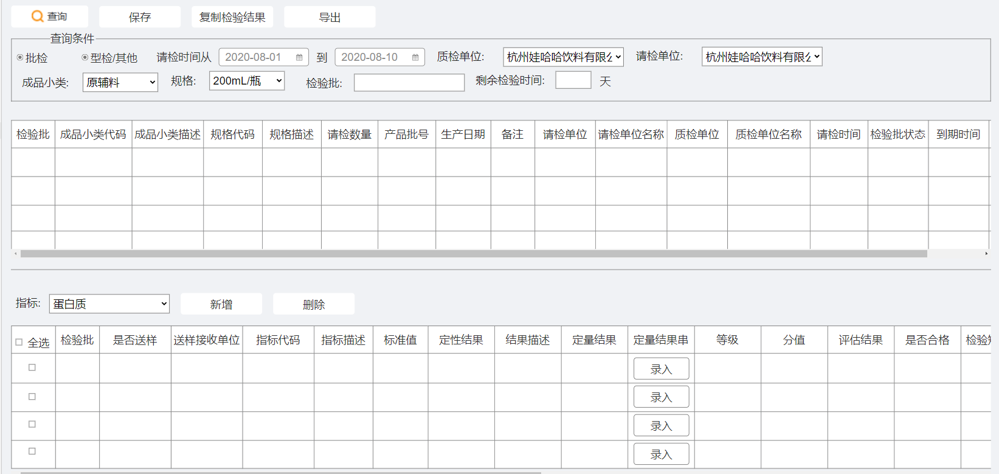 查询 保存 复制检验结果 导出
查询条件
批检 型检/其他 请检时间从 2020-08-01 到 2020-08-10 质检单位: 杭州娃哈哈饮料有限公 请检单位: 杭州娃哈哈饮料有限公
成品小类: 原辅料 规格: 200mL/瓶 检验批: 剩余检验时间: 天
检验批 成品小类代码 成品小类描述 规格代码 规格描述 请检数量 产品批号 生产日期 备注 请检单位 请检单位名称 质检单位 质检单位名称 请检时间 检验批状态 到期时间
指标: 蛋白质 新增 删除
全选 检验批 是否送样 送样接收单位 指标代码 指标描述 标准值 定性结果 结果描述 定量结果 定量结果串 等级 分值 评估结果 是否合格 检验
录入
录入
录入
录入